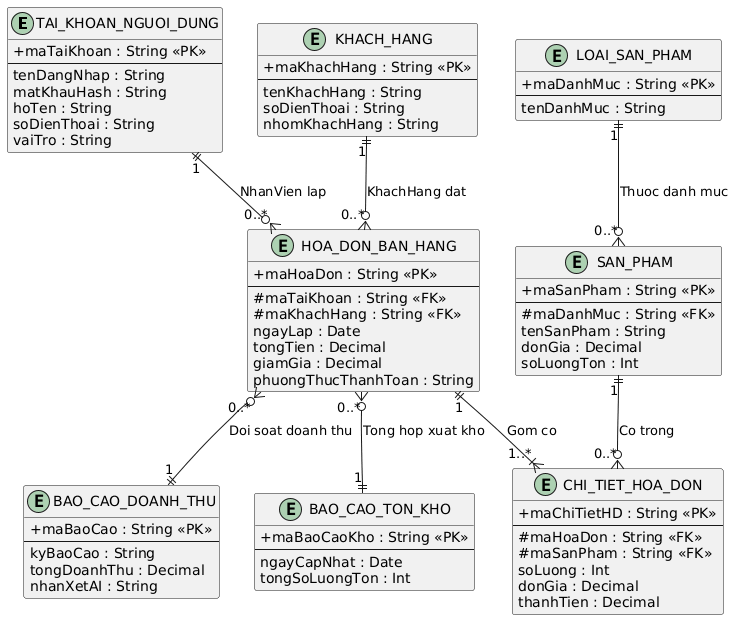 E TAI_KHOAN_NGUOI_DUNG
+maTaiKhoan : String «PK»
tenDangNhap : String
matKhauHash : String
hoTen : String
soDienThoai : String
vaiTro : String
E KHACH_HANG
+maKhachHang : String «PK»
tenKhachHang : String
soDienThoai : String
nhomKhachHang : String
E LOAI_SAN_PHAM
+maDanhMuc : String «PK»
tenDanhMuc : String
1
1
1
NhanVien lap
KhachHang dat
Thuoc danh muc
0..*
0..*
0..*
E HOA_DON_BAN_HANG
+maHoaDon : String «PK»
#maTaiKhoan : String «FK»
#maKhachHang : String «FK»
ngayLap : Date
tongTien : Decimal
giamGia : Decimal
phuongThucThanhToan : String
E SAN_PHAM
+maSanPham : String «PK»
#maDanhMuc : String «FK»
tenSanPham : String
donGia : Decimal
soLuongTon : Int
0..*
0..*
1
1
Doi soat doanh thu
Tong hop xuat kho
Gom co
Co trong
1
1
1..*
0..*
E BAO_CAO_DOANH_THU
+maBaoCao : String «PK»
kyBaoCao : String
tongDoanhThu : Decimal
nhanXetAI : String
E BAO_CAO_TON_KHO
+maBaoCaoKho : String «PK»
ngayCapNhat : Date
tongSoLuongTon : Int
E CHI_TIET_HOA_DON
+maChiTietHD : String «PK»
#maHoaDon : String «FK»
#maSanPham : String «FK»
soLuong : Int
donGia : Decimal
thanhTien : Decimal